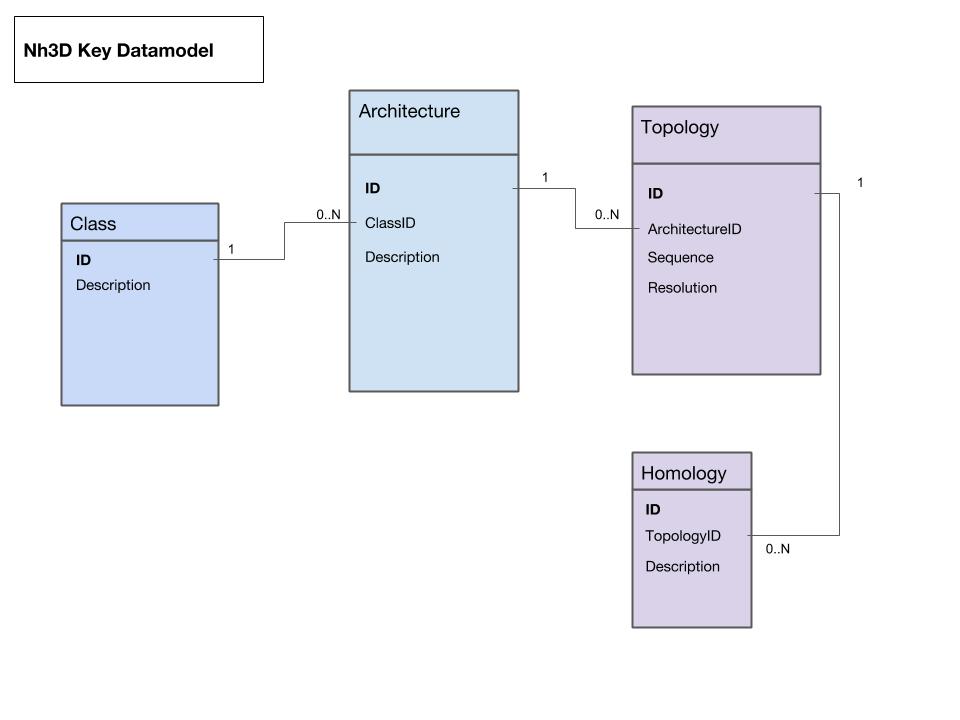 Nh3D Key Datamodel
Class
ID
Description
1
0..N
Architecture
ID
ClassID
Description
1
0..N
Topology
ID
ArchitectureID
Sequence
Resolution
1
0..N
Homology
ID
TopologyID
Description